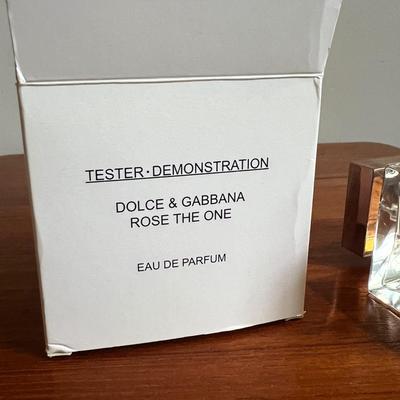 TESTER·DEMONSTRATION
DOLCE & GABBANA
ROSE THE ONE
EAU DE PARFUM